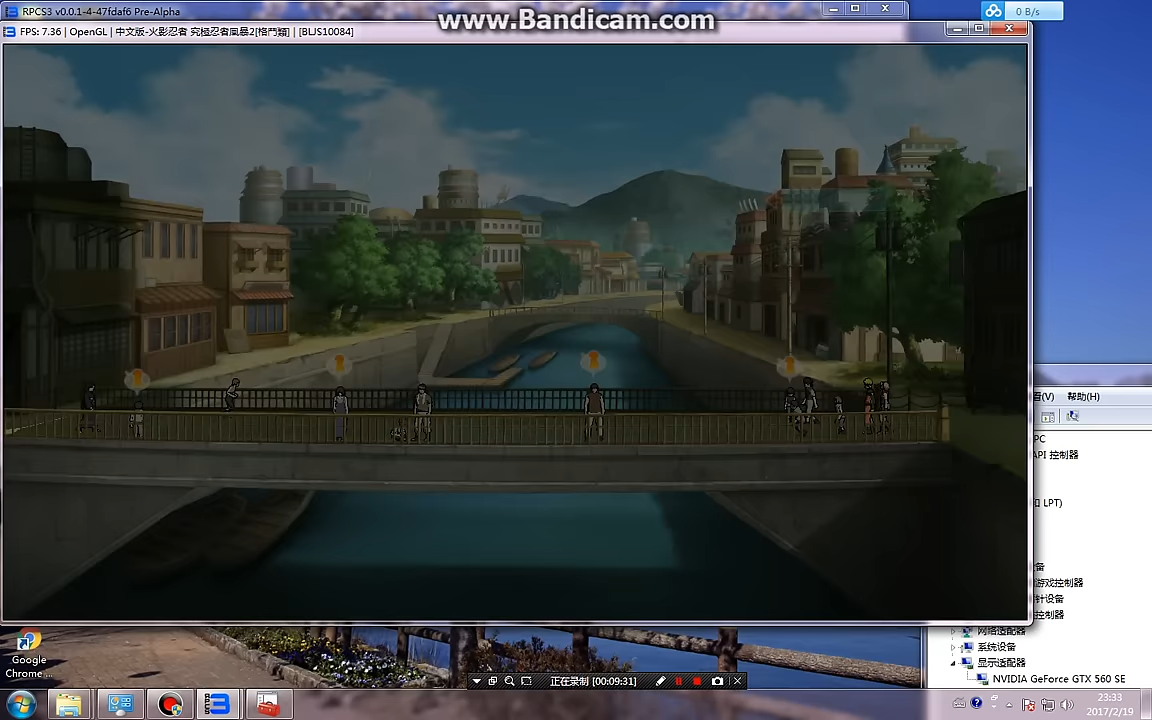 RPCS3 v0.0.1-4-47fdaf6 Pre-Alpha
www.Bandicam.com
0 B/s
FPS: 7.36 | OpenGL | 中文版-火影忍者 究極忍者風暴2[格鬥類] | [BLJS10084]
(V) 帮助(H)
PC
API 控制器
和 LPT)
备
游戏控制器
计设备
控制器
网络适配器
系统设备
显示适配器
NVIDIA GeForce GTX 560 SE
Google
Chrome ...
正在录制 [00:09:31]
23:33
2017/2/19